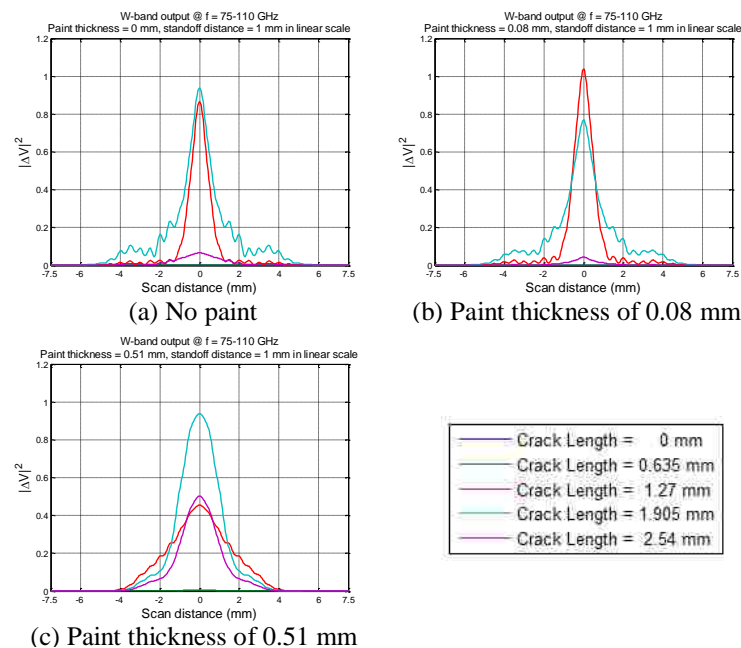 W-band output @ f = 75-110 GHz
Paint thickness = 0 mm, standoff distance = 1 mm in linear scale
1.2
1
0.8
0.6
0.4
0.2
0
|ΔV|²
-7.5 -6 -4 -2 0 2 4 6 7.5
Scan distance (mm)
(a) No paint
W-band output @ f = 75-110 GHz
Paint thickness = 0.08 mm, standoff distance = 1 mm in linear scale
1.2
1
0.8
0.6
0.4
0.2
0
|ΔV|²
-7.5 -6 -4 -2 0 2 4 6 7.5
Scan distance (mm)
(b) Paint thickness of 0.08 mm
W-band output @ f = 75-110 GHz
Paint thickness = 0.51 mm, standoff distance = 1 mm in linear scale
1.2
1
0.8
0.6
0.4
0.2
0
|ΔV|²
-7.5 -6 -4 -2 0 2 4 6 7.5
Scan distance (mm)
(c) Paint thickness of 0.51 mm
Crack Length = 0 mm
Crack Length = 0.635 mm
Crack Length = 1.27 mm
Crack Length = 1.905 mm
Crack Length = 2.54 mm